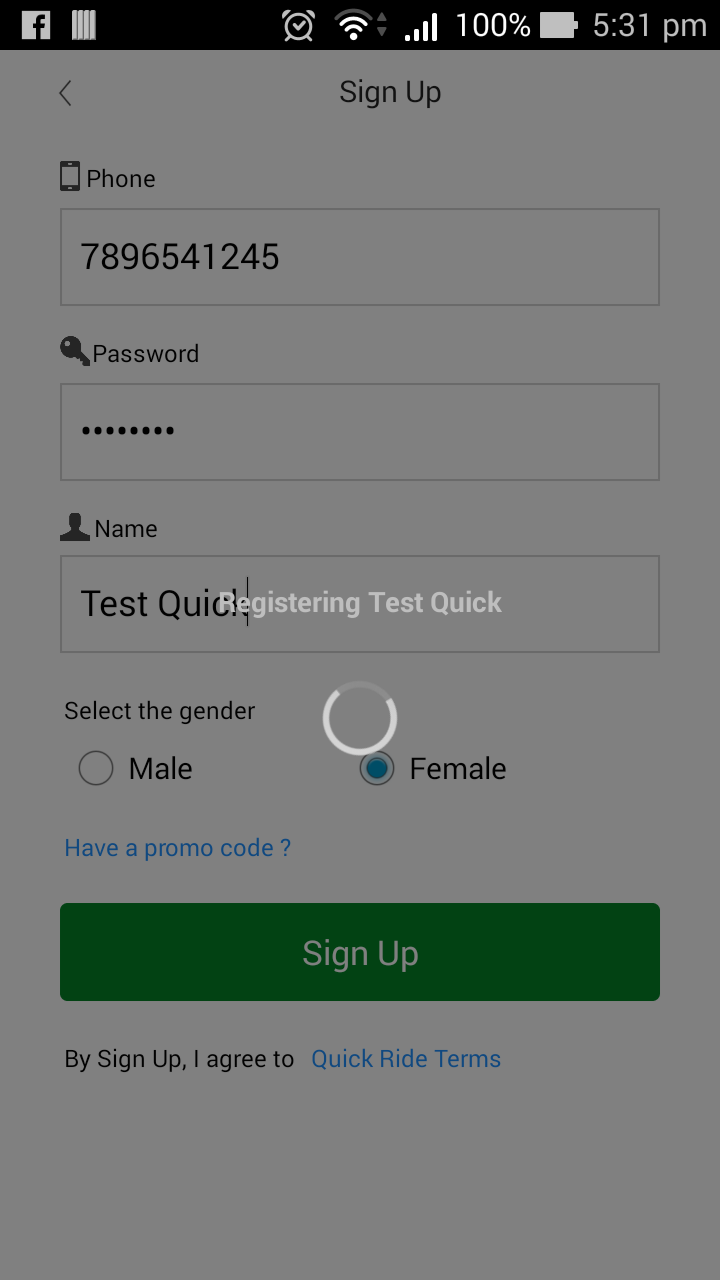 100% 5:31 pm
Sign Up
Phone
7896541245
Password
••••••••
Name
Test Quick
Registering Test Quick
Select the gender
Male Female
Have a promo code ?
Sign Up
By Sign Up, I agree to Quick Ride Terms